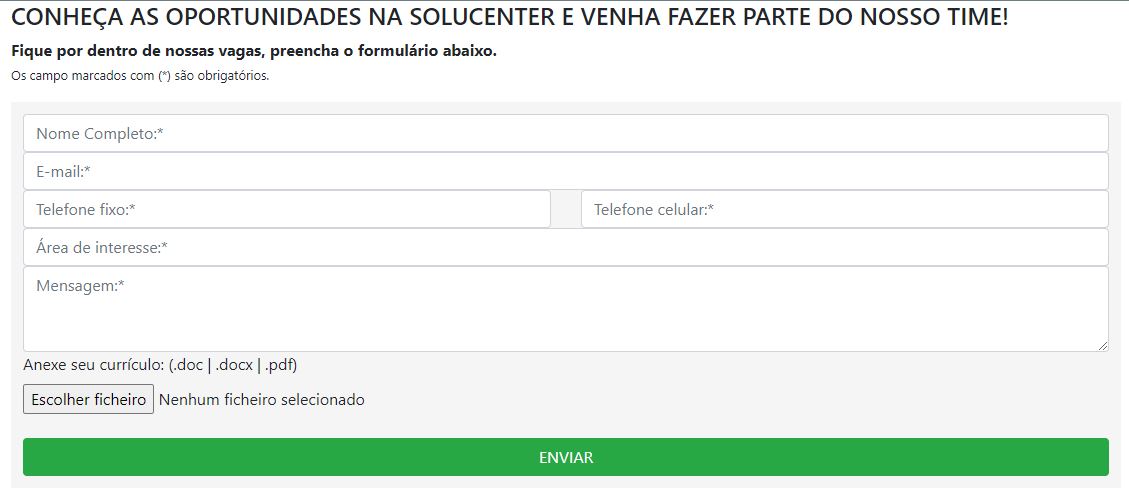 CONHEÇA AS OPORTUNIDADES NA SOLUCENTER E VENHA FAZER PARTE DO NOSSO TIME!
Fique por dentro de nossas vagas, preencha o formulário abaixo.
Os campo marcados com (*) são obrigatórios.
Nome Completo:*
E-mail:*
Telefone fixo:* Telefone celular:*
Área de interesse:*
Mensagem:*
Anexe seu currículo: (.doc | .docx | .pdf)
Escolher ficheiro Nenhum ficheiro selecionado
ENVIAR